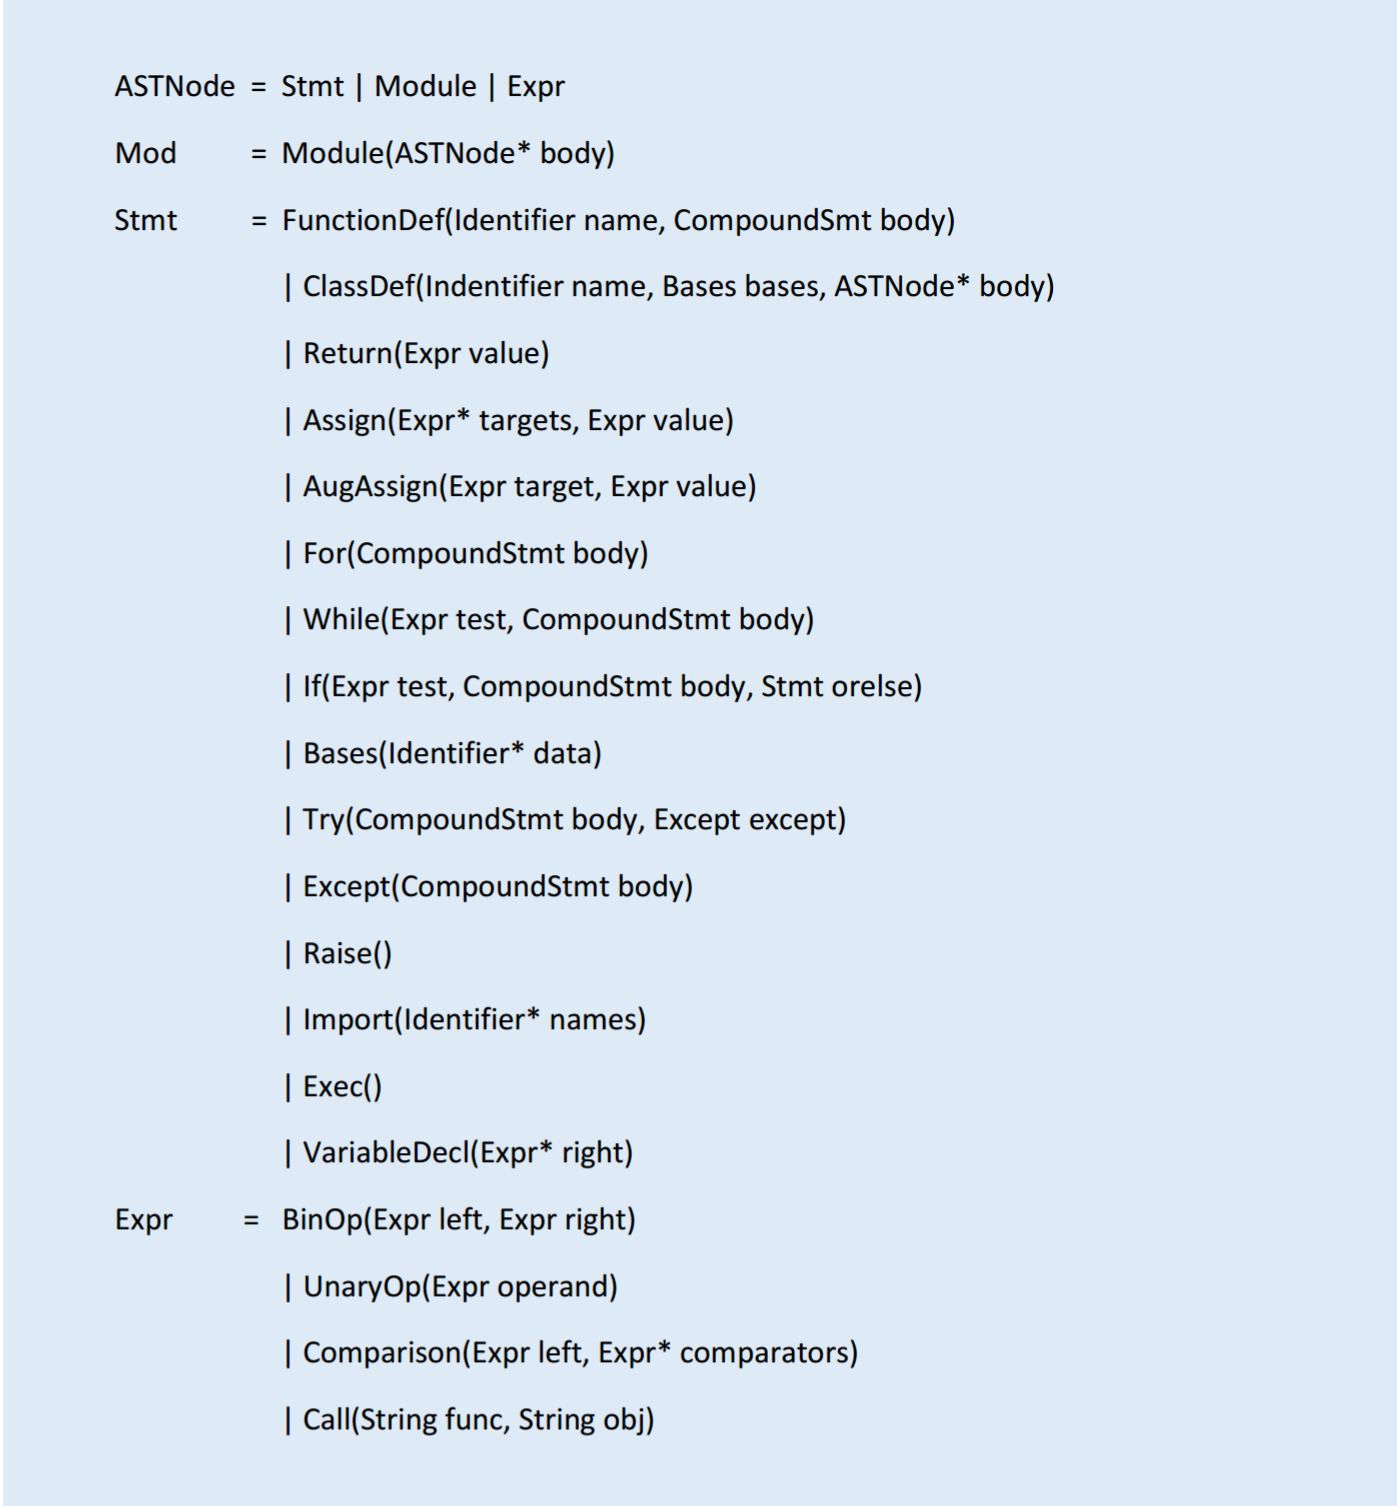 ASTNode = Stmt | Module | Expr
Mod = Module(ASTNode* body)
Stmt = FunctionDef(Identifier name, CompoundSmt body)
| ClassDef(Indentifier name, Bases bases, ASTNode* body)
| Return(Expr value)
| Assign(Expr* targets, Expr value)
| AugAssign(Expr target, Expr value)
| For(CompoundStmt body)
| While(Expr test, CompoundStmt body)
| If(Expr test, CompoundStmt body, Stmt orelse)
| Bases(Identifier* data)
| Try(CompoundStmt body, Except except)
| Except(CompoundStmt body)
| Raise()
| Import(Identifier* names)
| Exec()
| VariableDecl(Expr* right)
Expr = BinOp(Expr left, Expr right)
| UnaryOp(Expr operand)
| Comparison(Expr left, Expr* comparators)
| Call(String func, String obj)